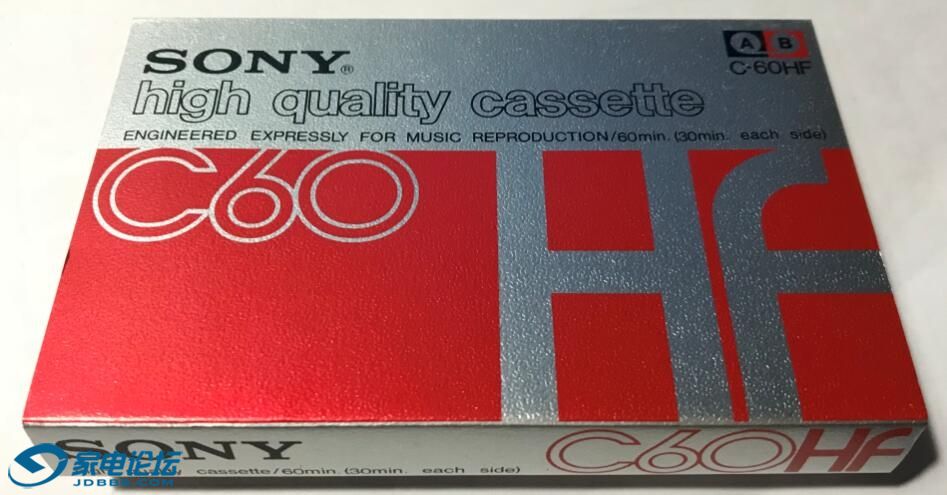 SONY®
A B
C-60HF
high quality cassette
ENGINEERED EXPRESSLY FOR MUSIC REPRODUCTION/60min. (30min. each side)
C60
HF
SONY
cassette/60min. (30min. each side)
C60HF
家电论坛
JDBBS.COM